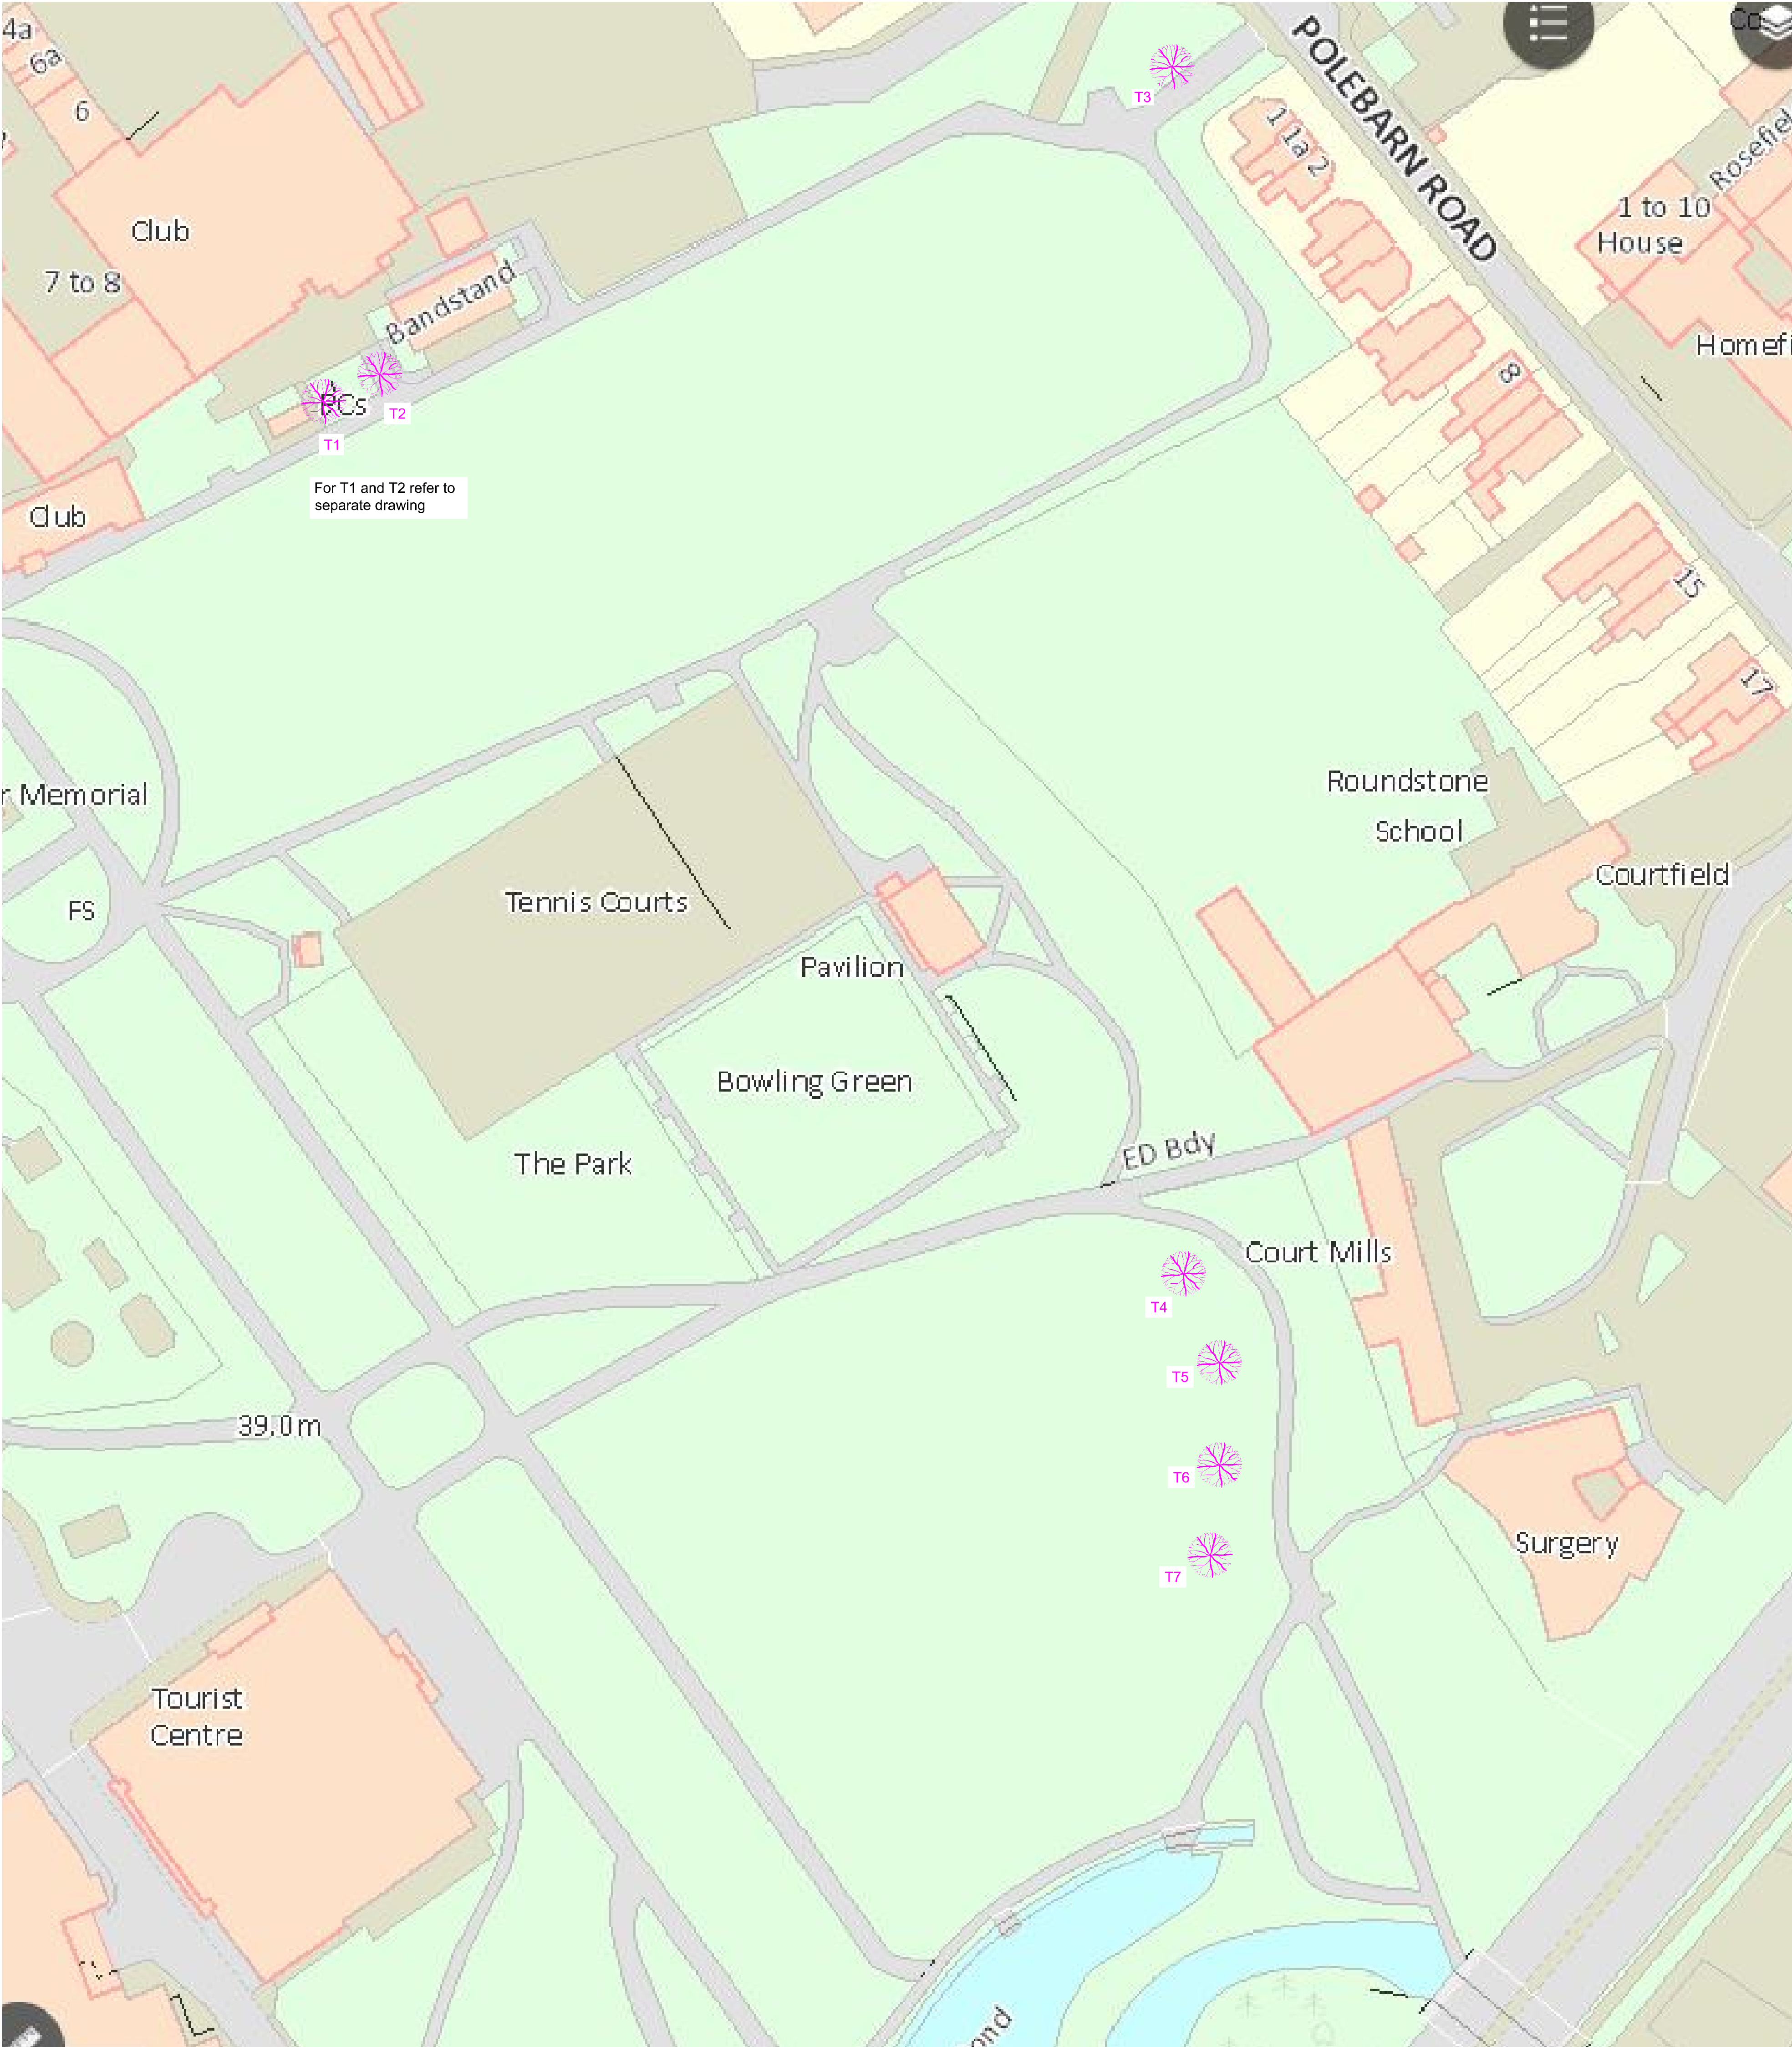 4a
6a
6
POLEBARN ROAD
Co
T3
1 1a 2
Rosefie
1 to 10
House
Club
7 to 8
Bandstand
Homefi
8
PCs
T2
T1
For T1 and T2 refer to
separate drawing
Club
15
17
r Memorial
Roundstone
School
Courtfield
FS
Tennis Courts
Pavilion
Bowling Green
The Park
ED Bdy
Court Mills
T4
T5
39.0m
T6
Surgery
T7
Tourist
Centre
ond